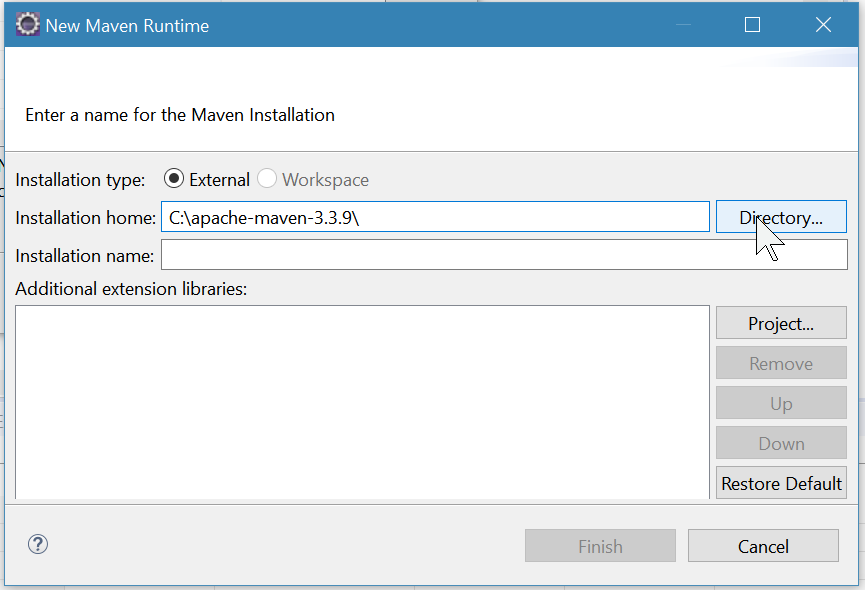 New Maven Runtime
Enter a name for the Maven Installation
Installation type: External Workspace
Installation home: C:\apache-maven-3.3.9\ Directory...
Installation name:
Additional extension libraries:
Project...
Remove
Up
Down
Restore Default
? Finish Cancel